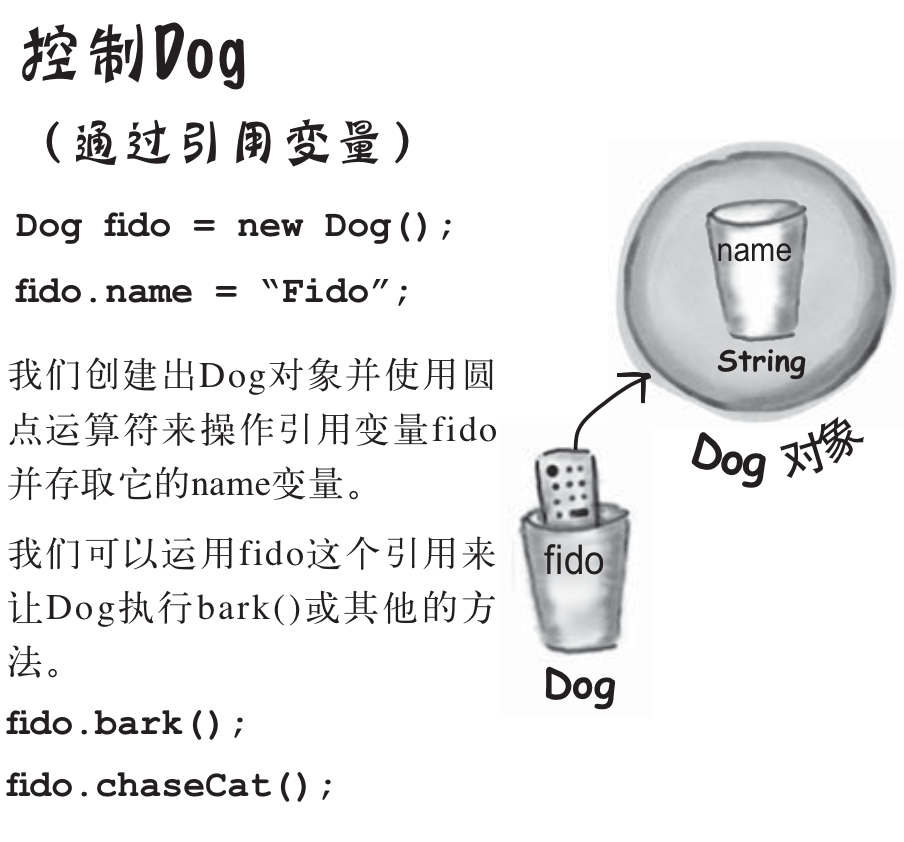 控制Dog
（通过引用变量）
Dog fido = new Dog();
fido.name = “Fido”;
我们创建出Dog对象并使用圆
点运算符来操作引用变量fido
并存取它的name变量。
我们可以运用fido这个引用来
让Dog执行bark()或其他的方
法。
fido.bark();
fido.chaseCat();
name
String
Dog 对象
fido
Dog